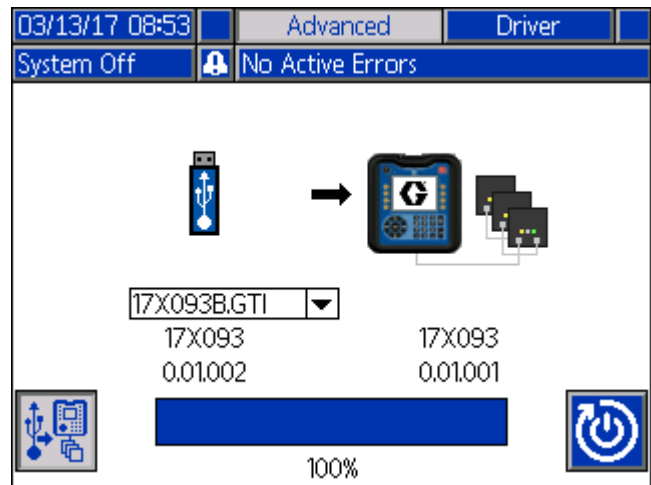 03/13/17 08:53 Advanced Driver
System Off No Active Errors
17X093B.GTI
17X093 17X093
0.01.002 0.01.001
100%